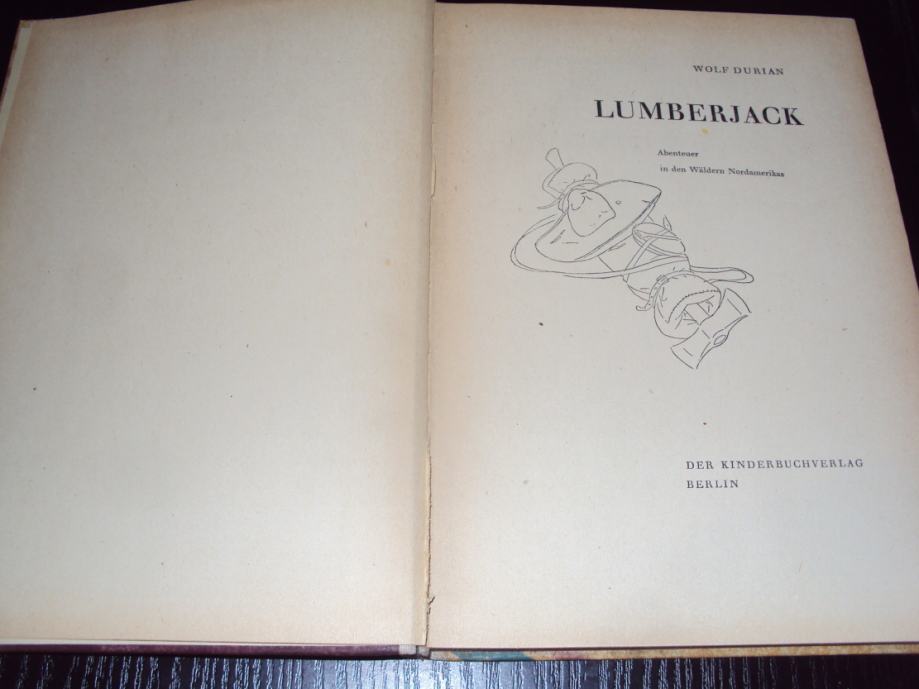 WOLF DURIAN
LUMBERJACK
Abenteuer
in den Wäldern Nordamerikas
DER KINDERBUCHVERLAG
BERLIN